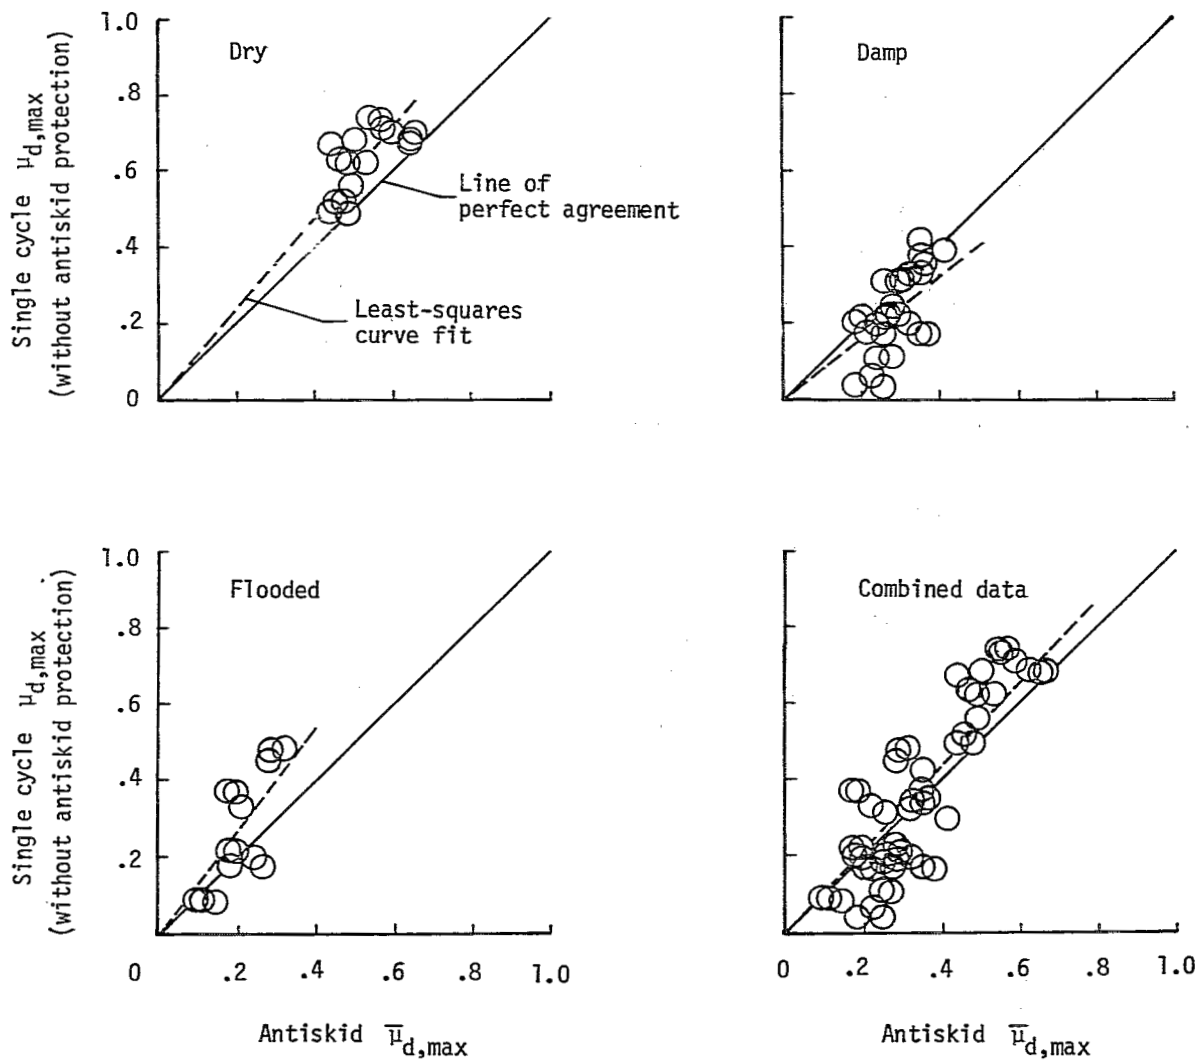 Single cycle μd,max
(without antiskid protection)
1.0
.8
.6
.4
.2
0
Dry
Line of
perfect agreement
Least-squares
curve fit
Damp
Single cycle μd,max
(without antiskid protection)
1.0
.8
.6
.4
.2
Flooded
0
.2
.4
.6
.8
1.0
Antiskid μ̅d,max
Combined data
0
.2
.4
.6
.8
1.0
Antiskid μ̅d,max